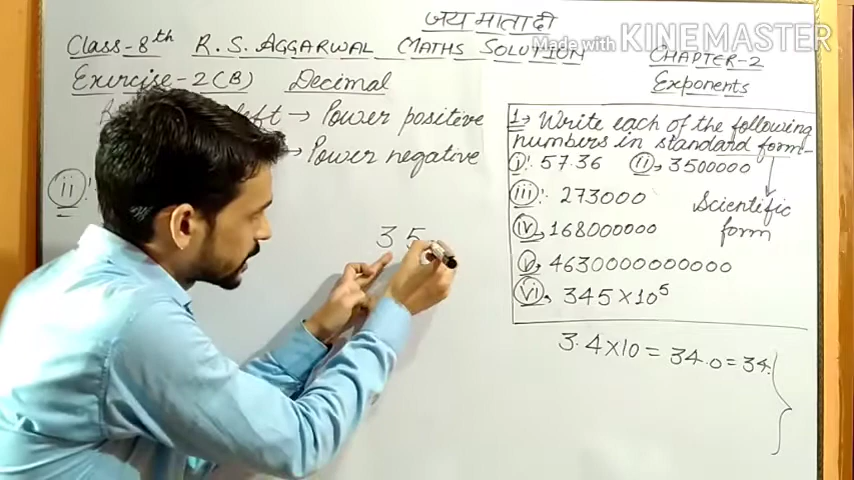 जय माता दी
Made with KINEMASTER
Class-8th R.S. AGGARWAL MATHS SOLUTION
CHAPTER-2
Exercise-2(B) Decimal
Exponents
left → Power positive
→ Power negative
(ii)
35
1→ Write each of the following
numbers in standard form-
(i) 57.36 (ii) 3500000
(iii) 273000
Scientific
form
(iv) 168000000
(v) 4630000000000
(vi) 345×10⁵
3.4×10 = 34.0 = 34.